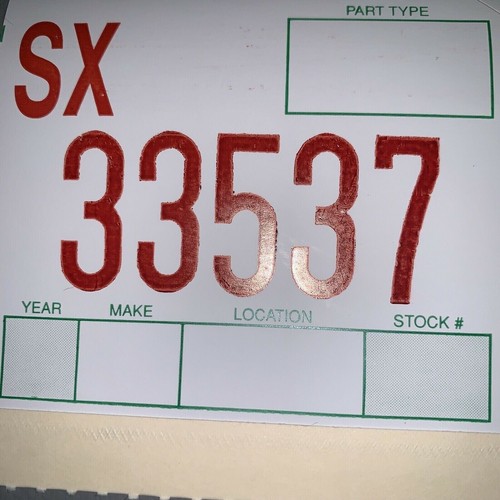 PART TYPE
SX
33537
YEAR MAKE LOCATION STOCK #